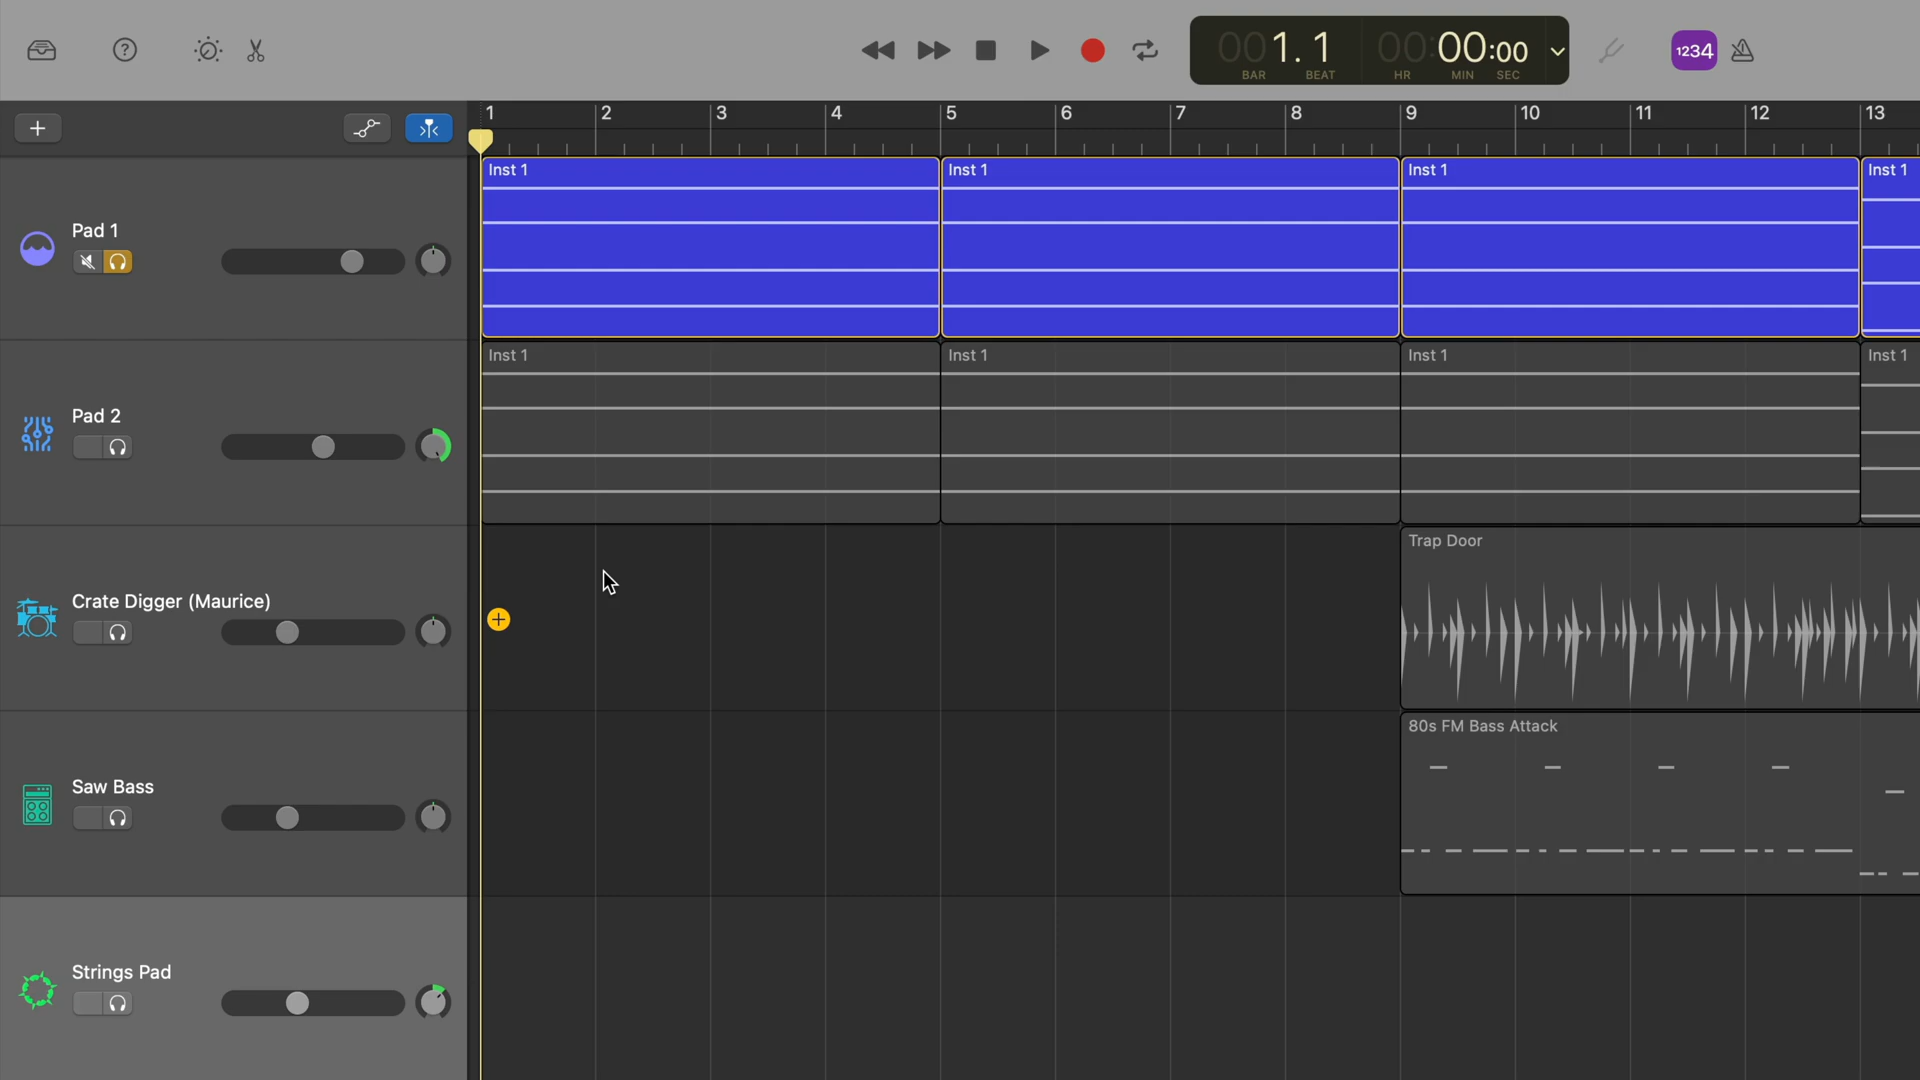 ?
001.1
BAR BEAT
00:00:00
HR MIN SEC
1234
1 2 3 4 5 6 7 8 9 10 11 12 13
Pad 1
Inst 1 Inst 1 Inst 1 Inst 1
Pad 2
Inst 1 Inst 1 Inst 1 Inst 1
Crate Digger (Maurice)
Trap Door
Saw Bass
80s FM Bass Attack
Strings Pad